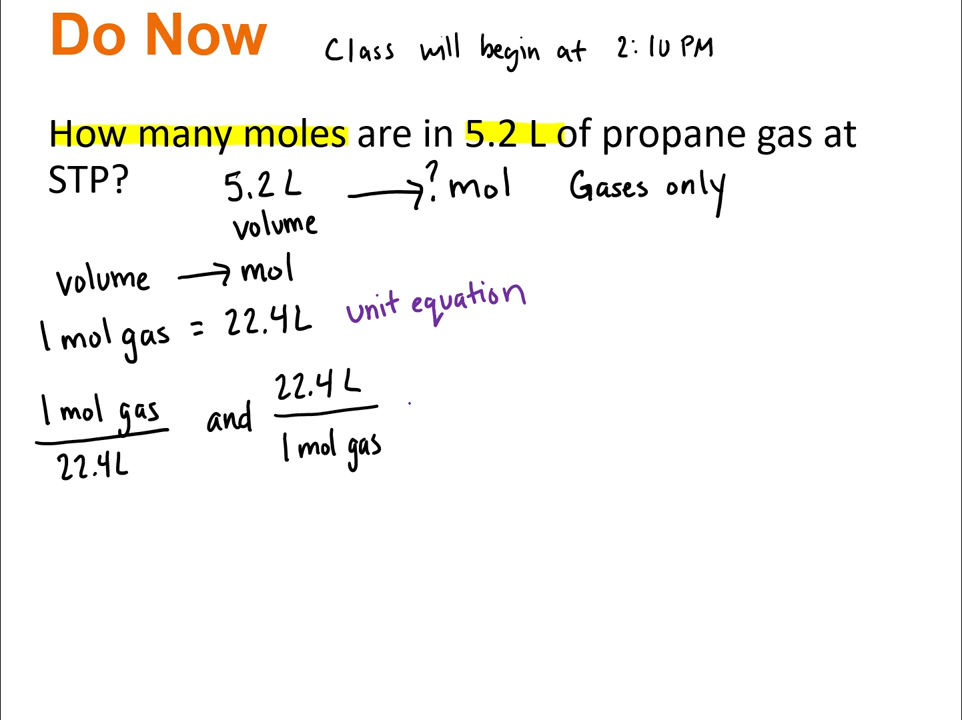 Do Now Class will begin at 2:10 PM
How many moles are in 5.2 L of propane gas at
STP? 5.2 L → ? mol Gases only
volume
volume → mol
1 mol gas = 22.4 L unit equation
1 mol gas and 22.4 L
22.4 L 1 mol gas